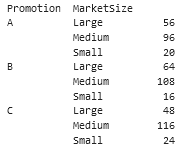 Promotion  MarketSize
A          Large          56
           Medium         96
           Small          20
B          Large          64
           Medium        108
           Small          16
C          Large          48
           Medium        116
           Small          24